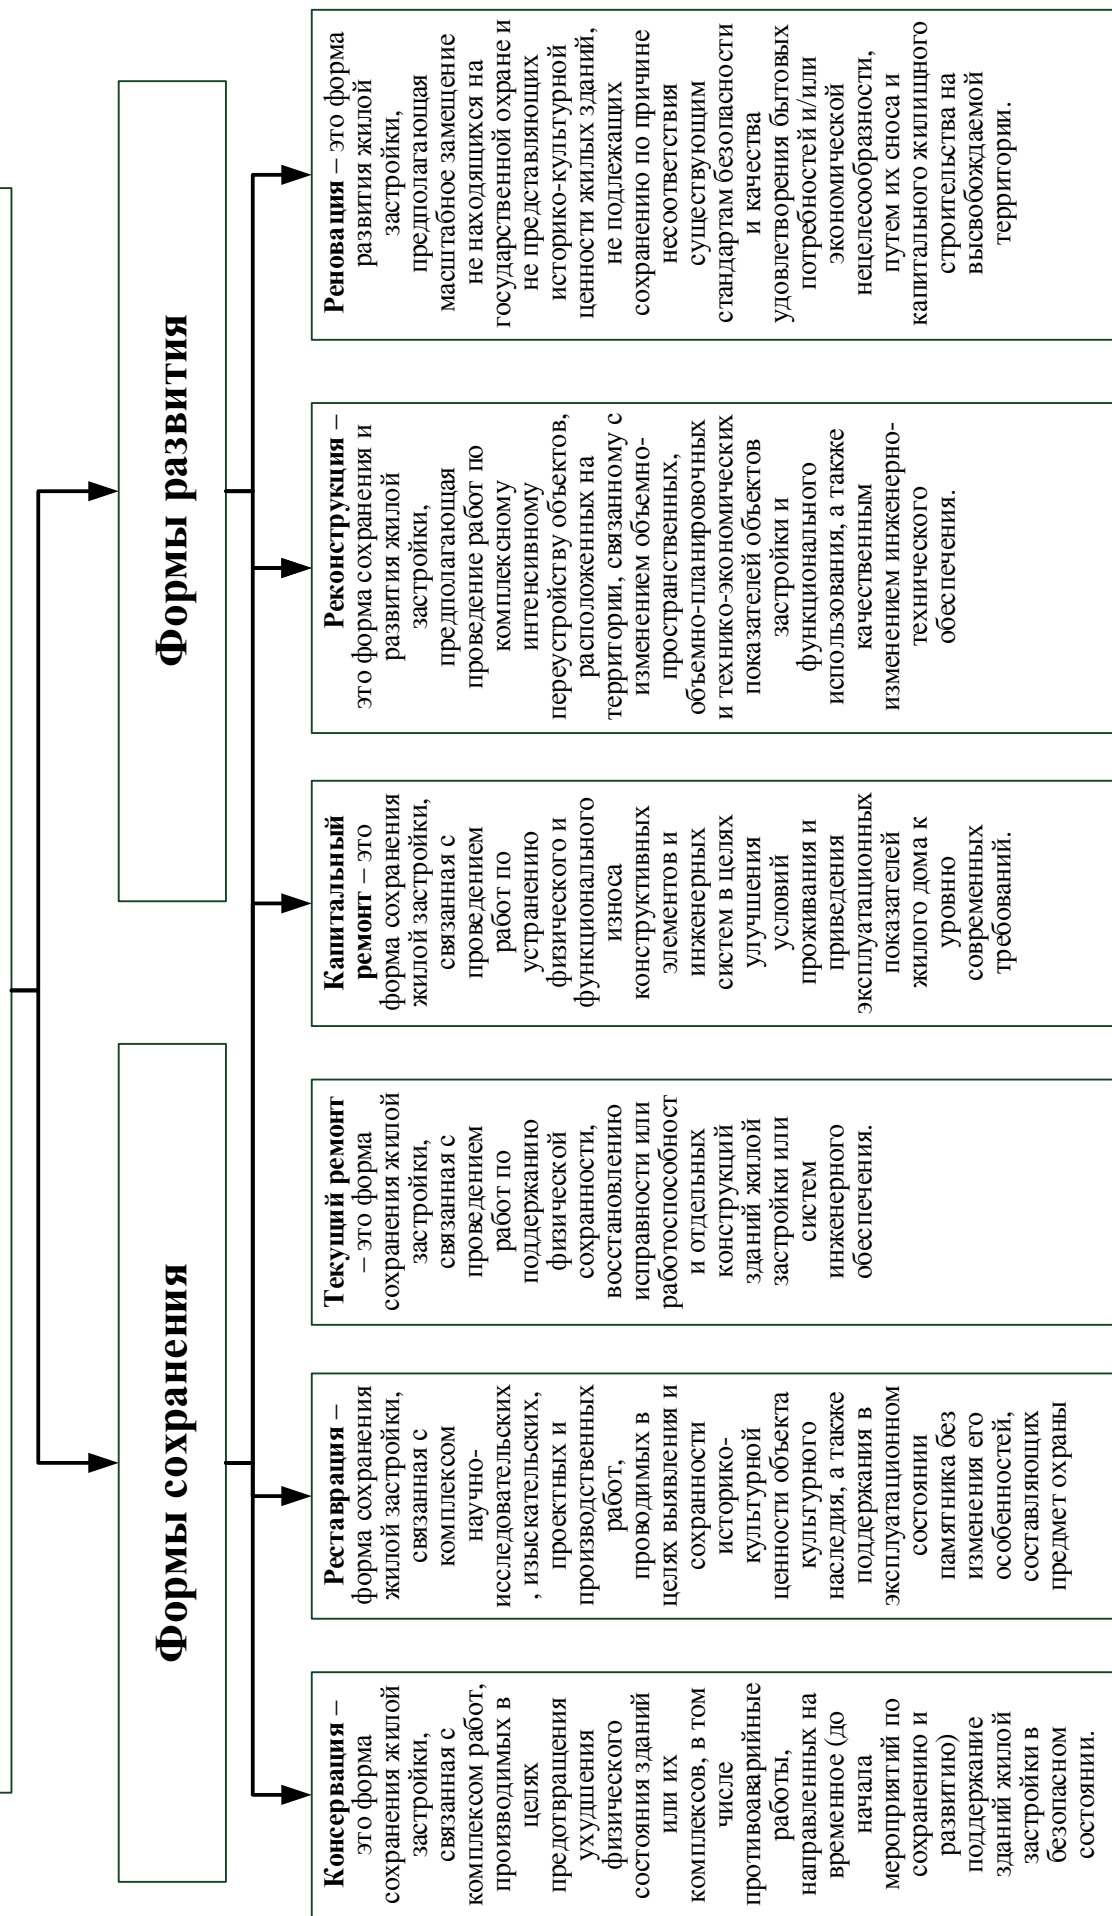 Формы сохранения
Формы развития
Консервация –
это форма
сохранения жилой
застройки,
связанная с
комплексом работ,
производимых в
целях
предотвращения
ухудшения
физического
состояния зданий
или их
комплексов, в том
числе
противоаварийные
работы,
направленных на
временное (до
начала
мероприятий по
сохранению и
развитию)
поддержание
зданий жилой
застройки в
безопасном
состоянии.
Реставрация –
форма сохранения
жилой застройки,
связанная с
комплексом
научно-
исследовательских
, изыскательских,
проектных и
производственных
работ,
проводимых в
целях выявления и
сохранности
историко-
культурной
ценности объекта
культурного
наследия, а также
поддержания в
эксплуатационном
состоянии
памятника без
изменения его
особенностей,
составляющих
предмет охраны
Текущий ремонт
– это форма
сохранения жилой
застройки,
связанная с
проведением
работ по
поддержанию
физической
сохранности,
восстановлению
исправности или
работоспособност
и отдельных
конструкций
зданий жилой
застройки или
систем
инженерного
обеспечения.
Капитальный
ремонт – это
форма сохранения
жилой застройки,
связанная с
проведением
работ по
устранению
физического и
функционального
износа
конструктивных
элементов и
инженерных
систем в целях
улучшения
условий
проживания и
приведения
эксплуатационных
показателей
жилого дома к
уровню
современных
требований.
Реконструкция –
это форма сохранения и
развития жилой
застройки,
предполагающая
проведение работ по
комплексному
интенсивному
переустройству объектов,
расположенных на
территории, связанному с
изменением объемно-
пространственных,
объемно-планировочных
и технико-экономических
показателей объектов
застройки и
функционального
использования, а также
качественным
изменением инженерно-
технического
обеспечения.
Реновация – это форма
развития жилой
застройки,
предполагающая
масштабное замещение
не находящихся на
государственной охране и
не представляющих
историко-культурной
ценности жилых зданий,
не подлежащих
сохранению по причине
несоответствия
существующим
стандартам безопасности
и качества
удовлетворения бытовых
потребностей и/или
экономической
нецелесообразности,
путем их сноса и
капитального жилищного
строительства на
высвобождаемой
территории.